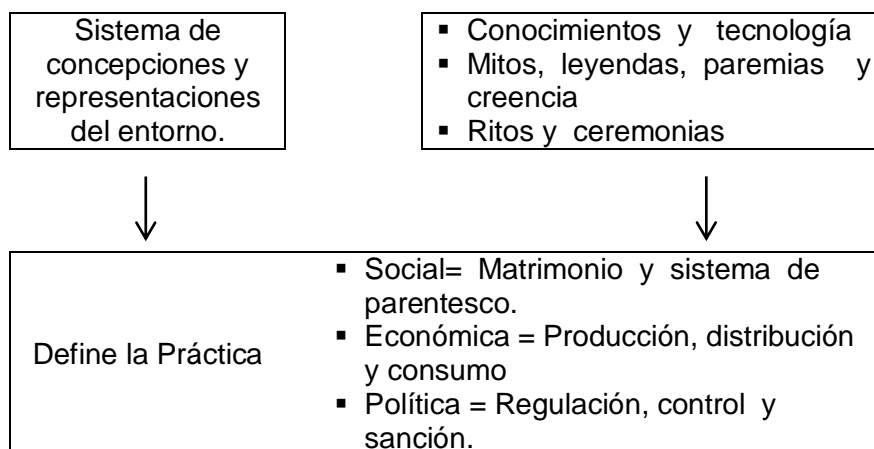 Sistema de
concepciones y
representaciones
del entorno.
▪ Conocimientos y tecnología
▪ Mitos, leyendas, paremias y
creencia
▪ Ritos y ceremonias
Define la Práctica
▪ Social= Matrimonio y sistema de
parentesco.
▪ Económica = Producción, distribución
y consumo
▪ Política = Regulación, control y
sanción.